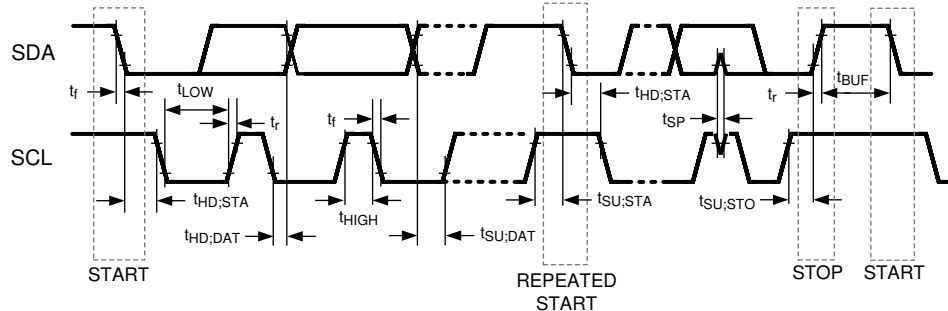 SDA
t_f
t_LOW
t_r
t_f
t_HD;STA
t_SP
t_r
t_BUF
SCL
t_HD;STA
t_HD;DAT
t_HIGH
t_SU;DAT
t_SU;STA
t_SU;STO
START
REPEATED
START
STOP
START